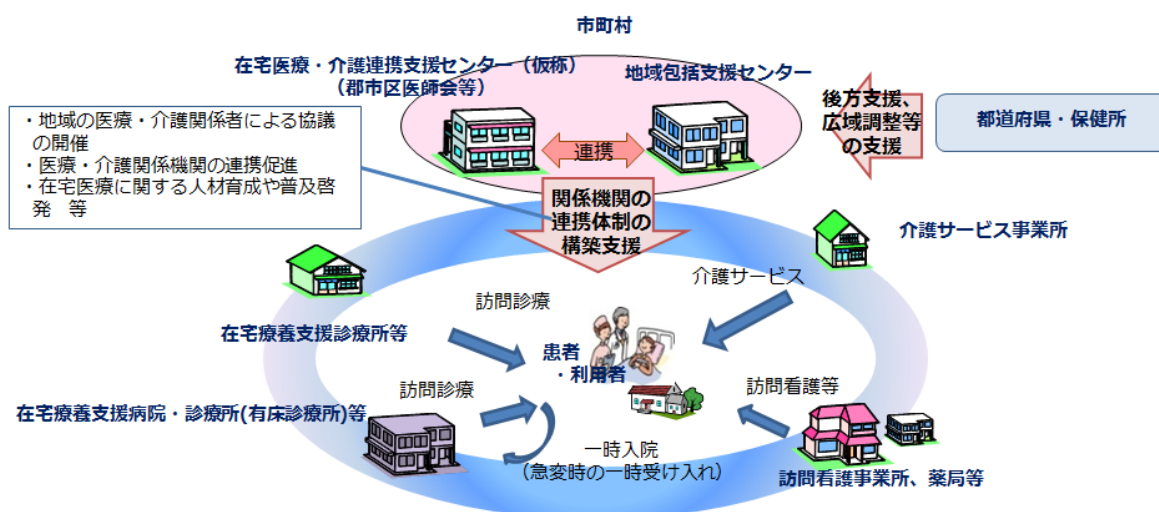 市町村
在宅医療・介護連携支援センター（仮称）
（郡市区医師会等）
地域包括支援センター
連携
後方支援、
広域調整等
の支援
都道府県・保健所
・地域の医療・介護関係者による協議
の開催
・医療・介護関係機関の連携促進
・在宅医療に関する人材育成や普及啓
発　等
関係機関の
連携体制の
構築支援
介護サービス事業所
介護サービス
訪問診療
在宅療養支援診療所等
患者
・利用者
訪問診療
訪問看護等
在宅療養支援病院・診療所(有床診療所)等
一時入院
（急変時の一時受け入れ）
訪問看護事業所、薬局等